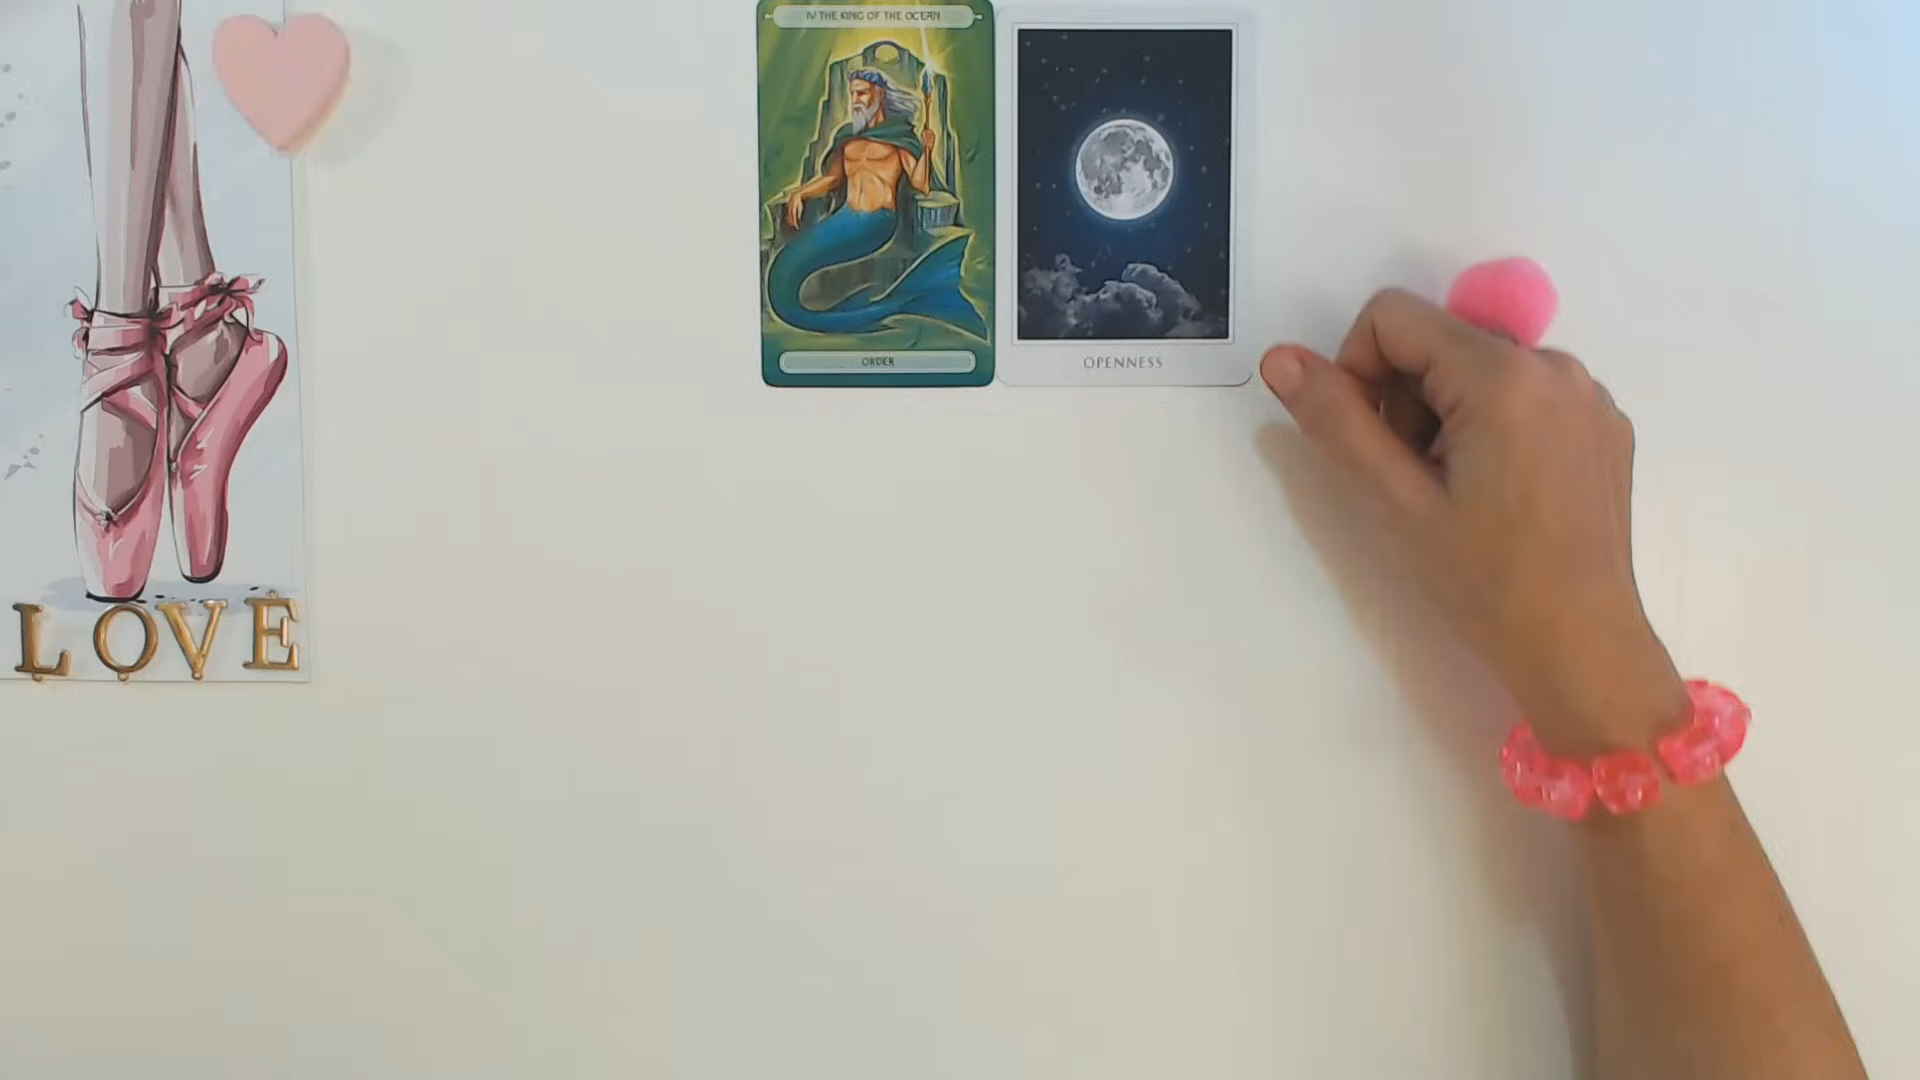 IV THE KING OF THE OCEAN
ORDER
OPENNESS
LOVE